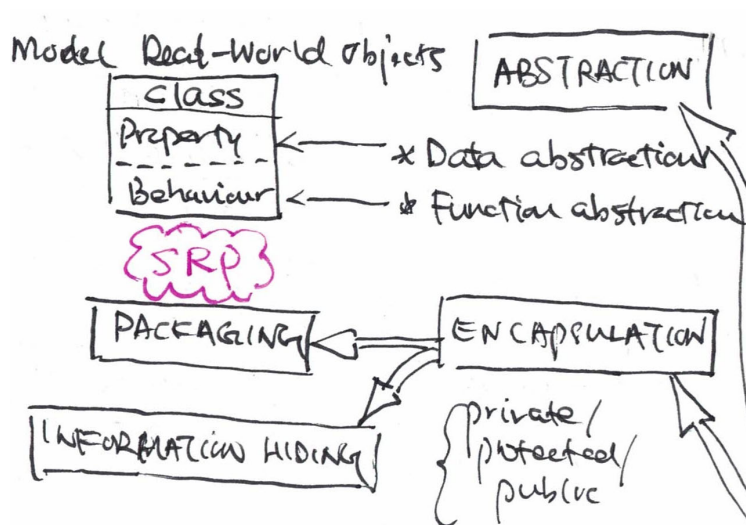 Model Real-World Objects
ABSTRACTION
Class
Property
* Data abstraction
Behaviour
* Function abstraction
SRP
PACKAGING
ENCAPSULATION
INFORMATION HIDING
private/
protected/
public